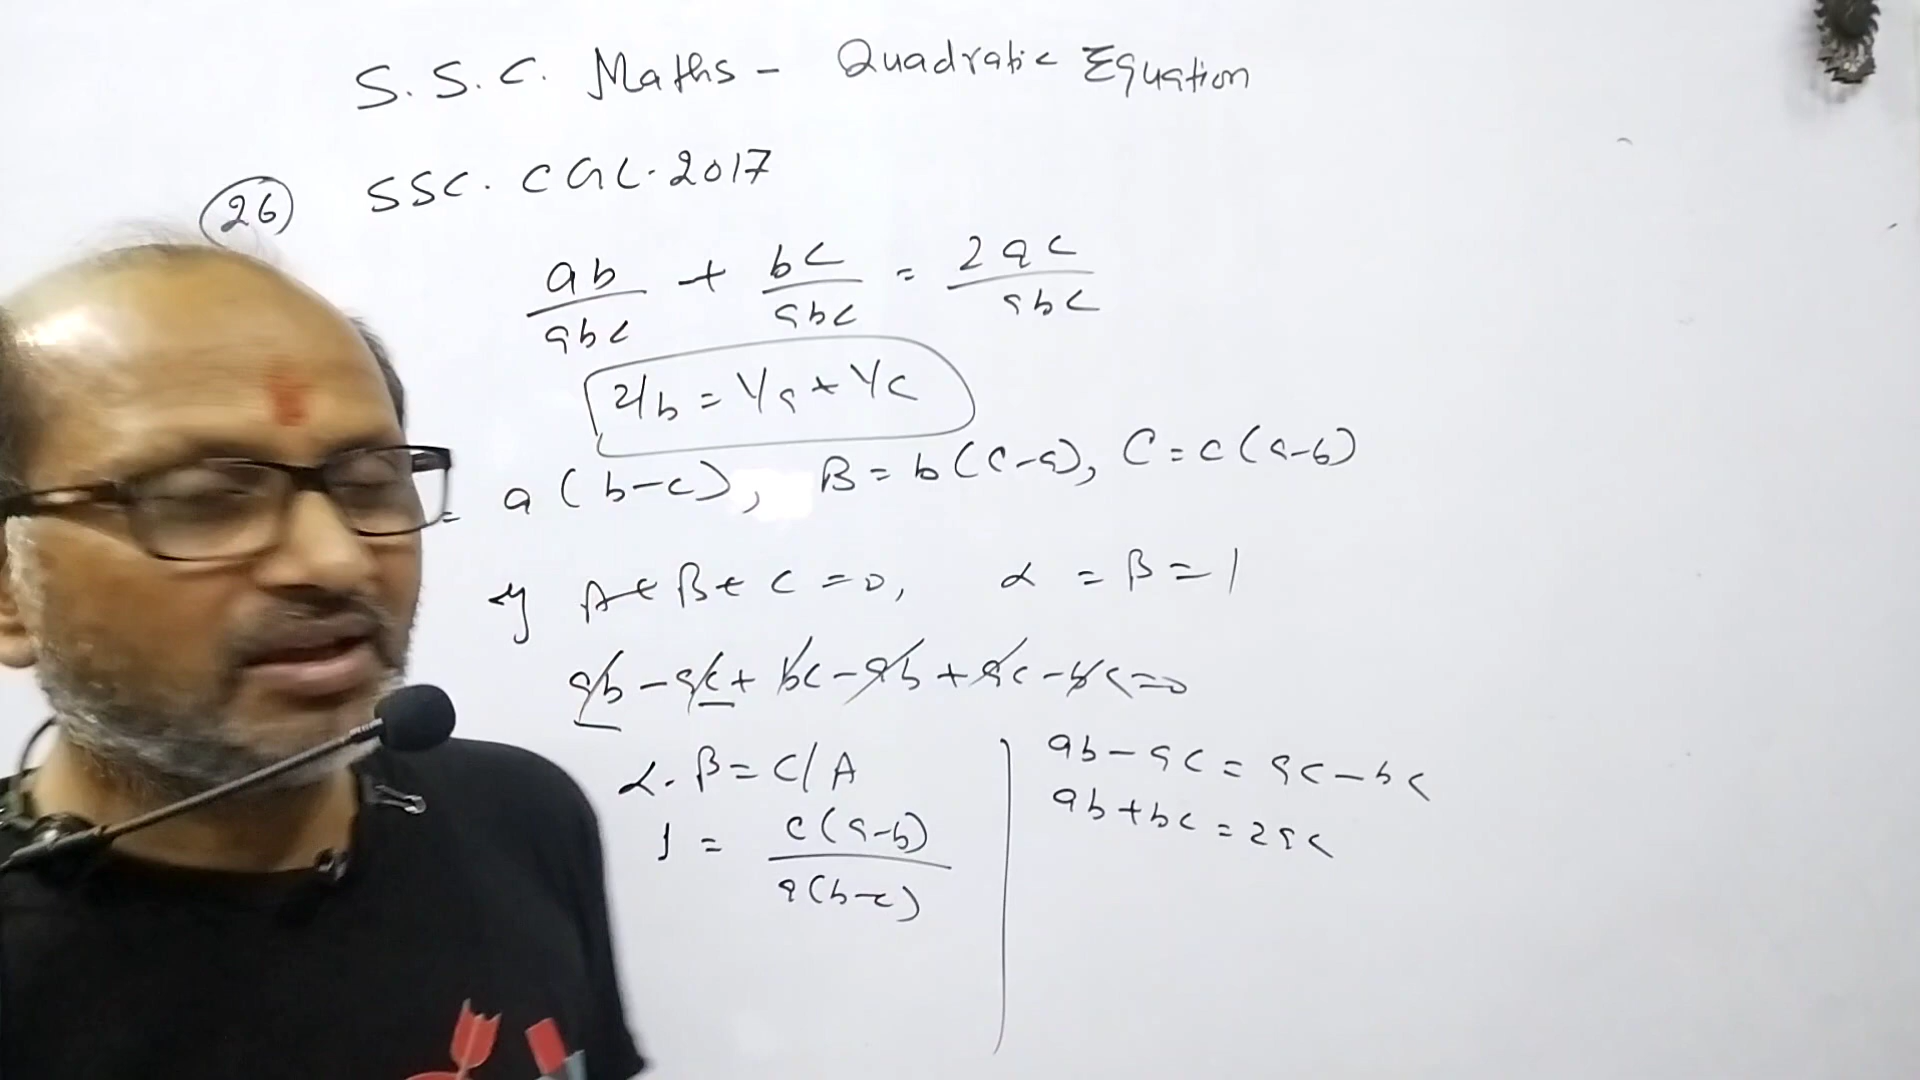 S.S.C. Maths - Quadratic Equation
26 SSC. CGL. 2017
ab/abc + bc/abc = 2ac/abc
2/b = 1/a + 1/c
= a(b-c), B = b(c-a), C = c(a-b)
If A+B+C=0, α = β = 1
ab - ac + bc - ab + ac - bc = 0
α.β = C/A
1 = c(a-b)/a(b-c)
ab - ac = ac - bc
ab + bc = 2ac